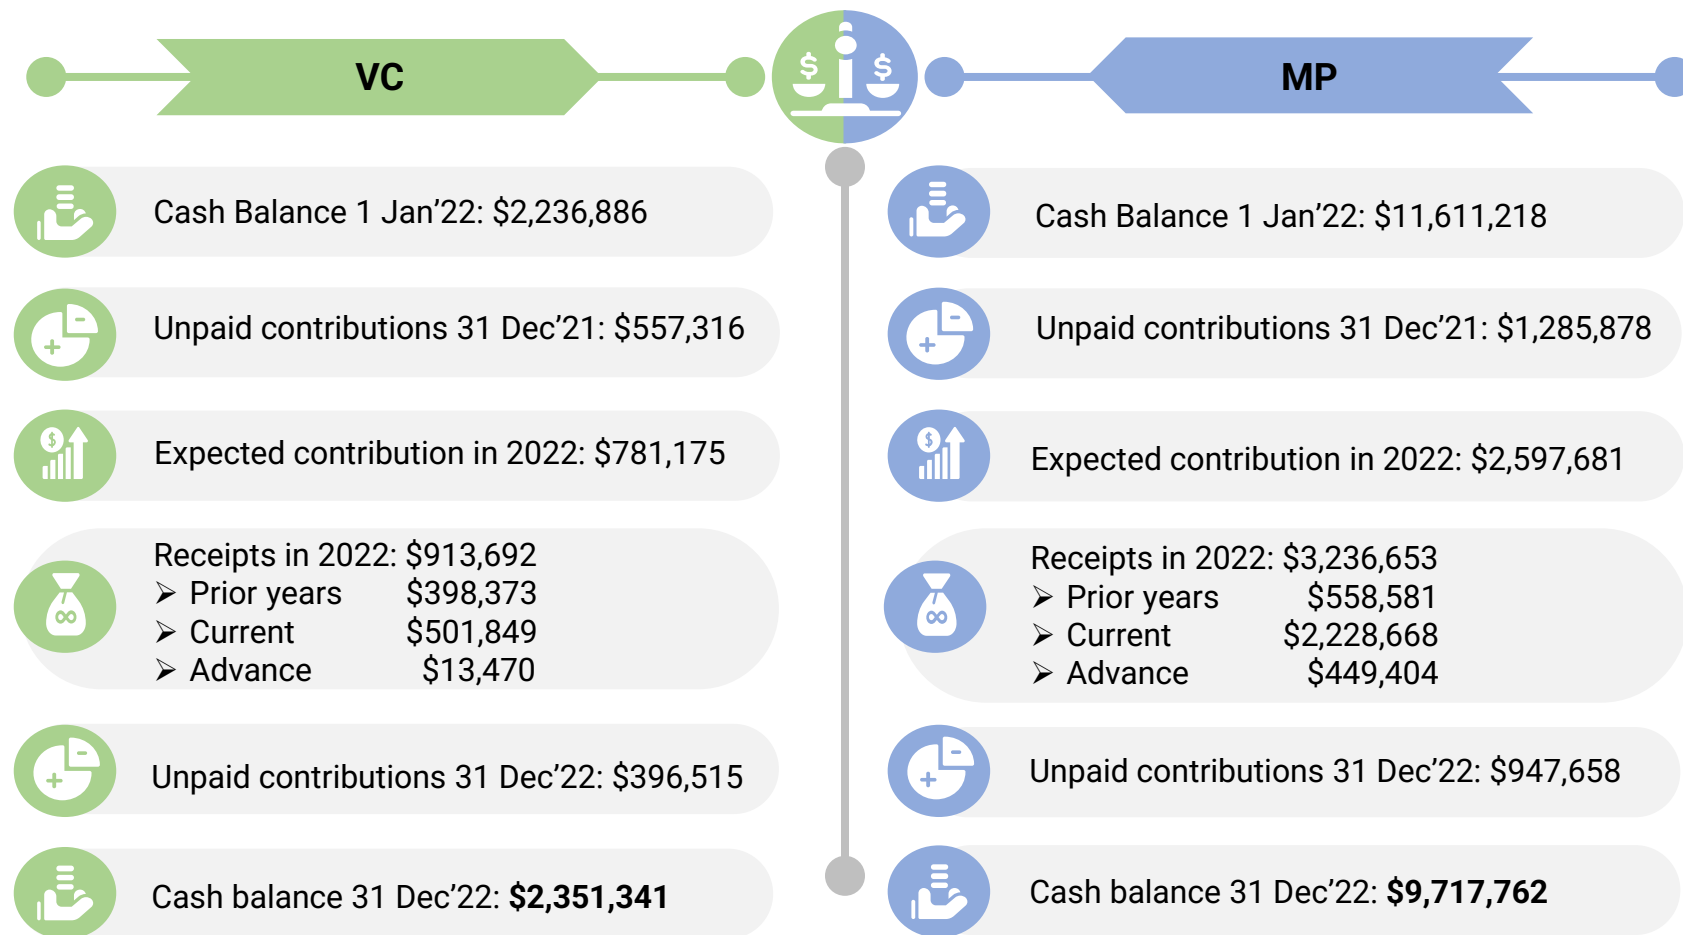 VC
Cash Balance 1 Jan’22: $2,236,886
Unpaid contributions 31 Dec’21: $557,316
Expected contribution in 2022: $781,175
Receipts in 2022: $913,692
➢ Prior years $398,373
➢ Current $501,849
➢ Advance $13,470
Unpaid contributions 31 Dec’22: $396,515
Cash balance 31 Dec’22: $2,351,341
MP
Cash Balance 1 Jan’22: $11,611,218
Unpaid contributions 31 Dec’21: $1,285,878
Expected contribution in 2022: $2,597,681
Receipts in 2022: $3,236,653
➢ Prior years $558,581
➢ Current $2,228,668
➢ Advance $449,404
Unpaid contributions 31 Dec’22: $947,658
Cash balance 31 Dec’22: $9,717,762